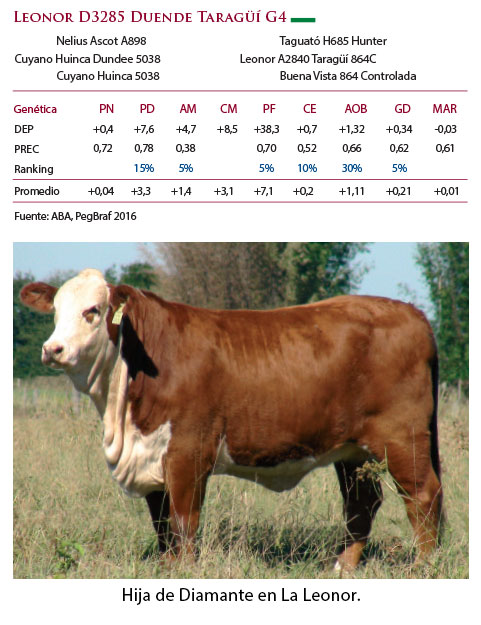 Leonor D3285 Duende Taragüí G4
Nelius Ascot A898 Taguató H685 Hunter
Cuyano Huinca Dundee 5038 Leonor A2840 Taragüí 864C
Cuyano Huinca 5038 Buena Vista 864 Controlada
Genética PN PD AM CM PF CE AOB GD MAR
DEP +0,4 +7,6 +4,7 +8,5 +38,3 +0,7 +1,32 +0,34 -0,03
PREC 0,72 0,78 0,38 0,70 0,52 0,66 0,62 0,61
Ranking 15% 5% 5% 10% 30% 5%
Promedio +0,04 +3,3 +1,4 +3,1 +7,1 +0,2 +1,11 +0,21 +0,01
Fuente: ABA, PegBraf 2016
Hija de Diamante en La Leonor.